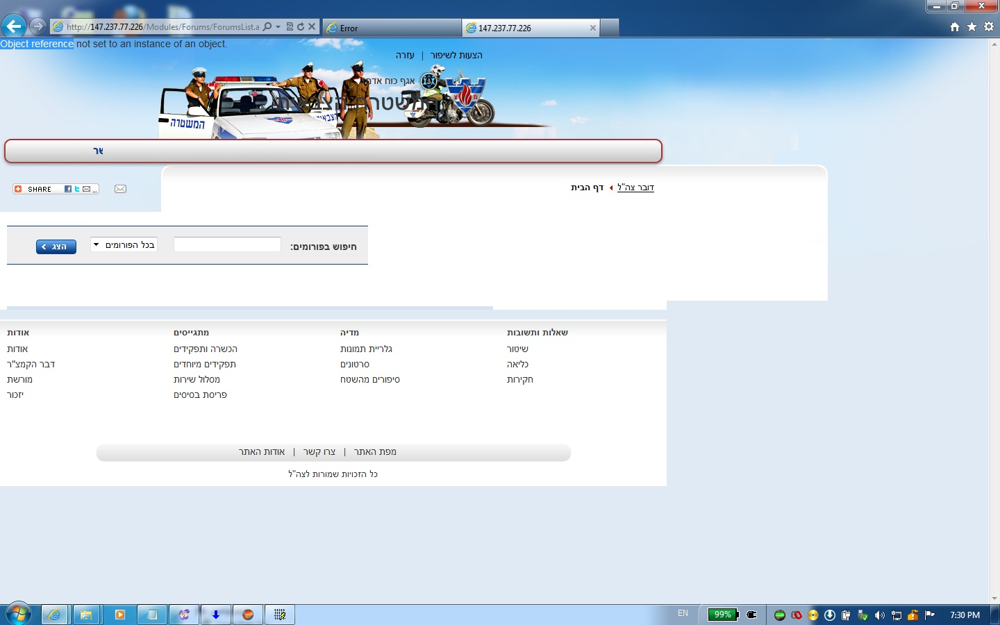 http://147.237.77.226/Modules/Forums/ForumsList.a
Error
147.237.77.226
Object reference not set to an instance of an object.
הצעות לשיפור | עזרה
אגף כוח אדם
המשטרה הצבאית
המשטרה
שר
SHARE
דובר צה"ל
דף הבית
חיפוש בפורומים:
בכל הפורומים
הצג
שאלות ותשובות
שיטור
כליאה
חקירות
מדיה
גלריית תמונות
סרטונים
סיפורים מהשטח
מתגייסים
הכשרה ותפקידים
תפקידים מיוחדים
מסלול שירות
פריסת בסיסים
אודות
אודות
דבר הקמצ"ר
מורשת
יזכור
מפת האתר | צרו קשר | אודות האתר
כל הזכויות שמורות לצה"ל
EN
99%
7:30 PM